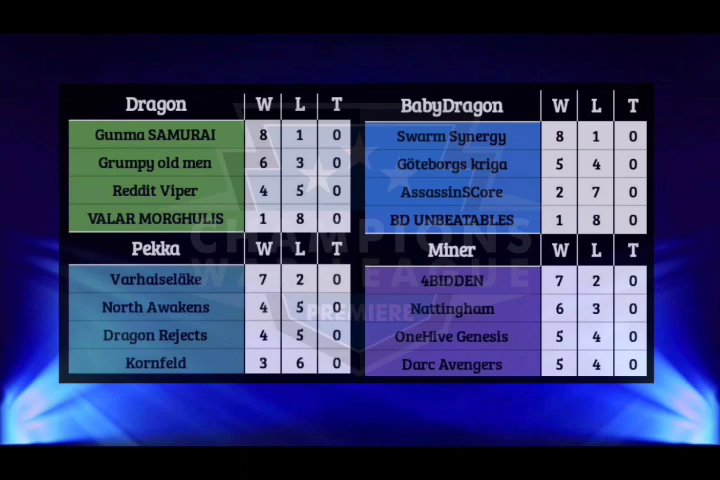 Dragon W L T
Gunma SAMURAI 8 1 0
Grumpy old men 6 3 0
Reddit Viper 4 5 0
VALAR MORGHULIS 1 8 0
BabyDragon W L T
Swarm Synergy 8 1 0
Göteborgs kriga 5 4 0
AssassinSCore 2 7 0
BD UNBEATABLES 1 8 0
Pekka W L T
Varhaiseläke 7 2 0
North Awakens 4 5 0
Dragon Rejects 4 5 0
Kornfeld 3 6 0
Miner W L T
4BIDDEN 7 2 0
Nattingham 6 3 0
OneHive Genesis 5 4 0
Darc Avengers 5 4 0
CHAMPIONS
WAR LEAGUE
PREMIERE